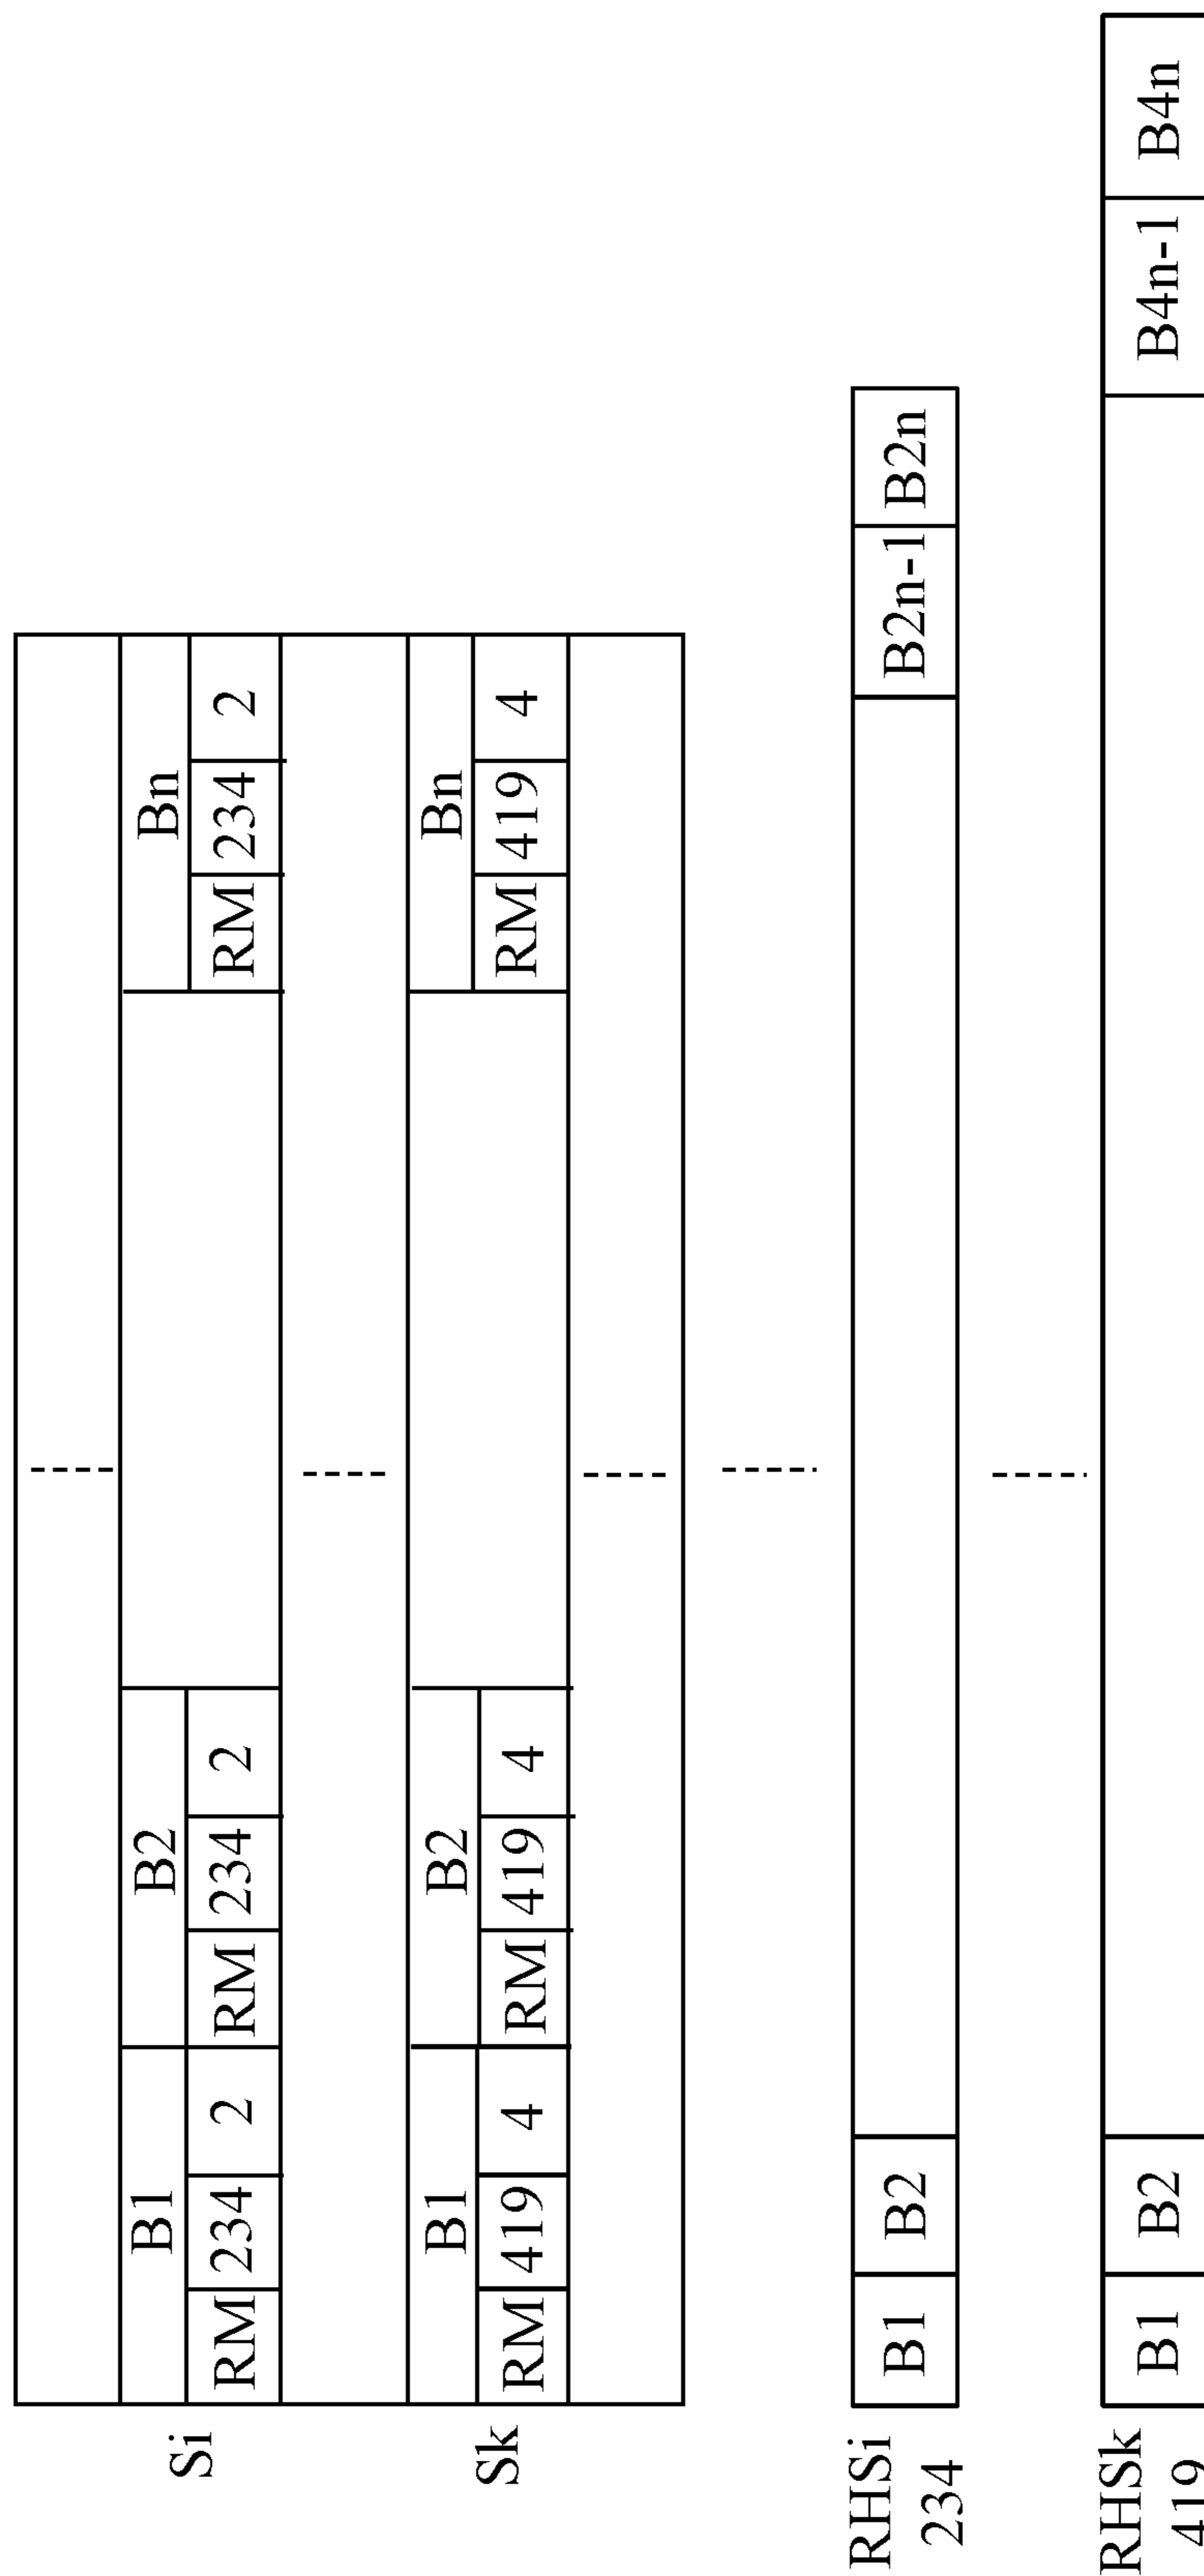 B1 B2 Bn
Si RM 234 2 RM 234 2 RM 234 2
B1 B2 Bn
Sk RM 419 4 RM 419 4 RM 419 4
RHSi B1 B2 B2n-1 B2n
234
RHSk B1 B2 B4n-1 B4n
419